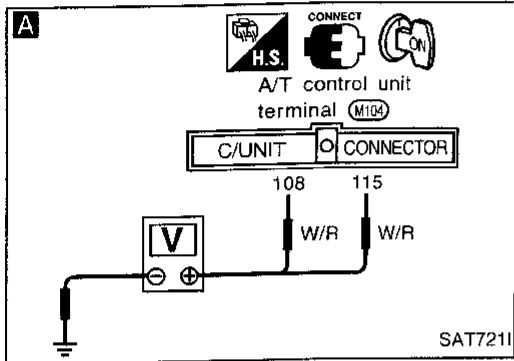 A
CONNECT
H.S.
ON
A/T control unit
terminal M104
C/UNIT CONNECTOR
108 115
W/R W/R
V
SAT721I